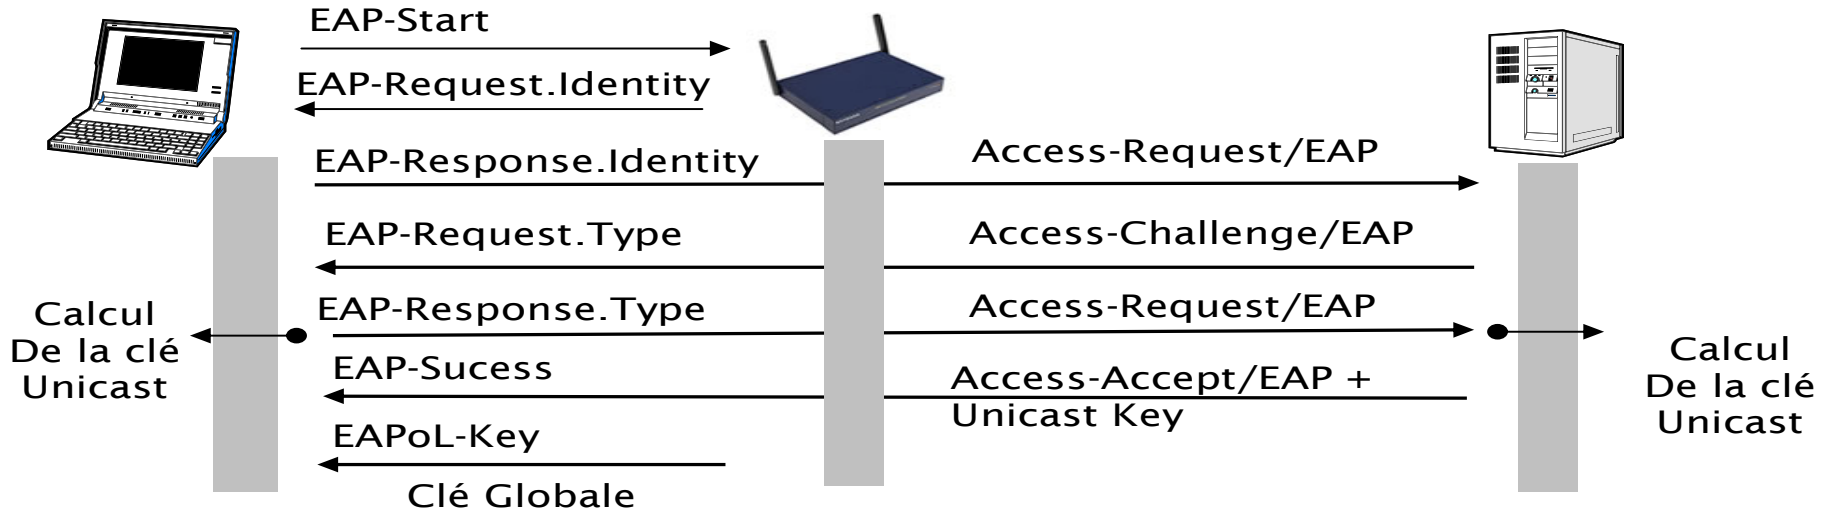 EAP-Start
EAP-Request.Identity
EAP-Response.Identity
Access-Request/EAP
EAP-Request.Type
Access-Challenge/EAP
EAP-Response.Type
Access-Request/EAP
Calcul
De la clé
Unicast
EAP-Sucess
Access-Accept/EAP +
Unicast Key
Calcul
De la clé
Unicast
EAPoL-Key
Clé Globale